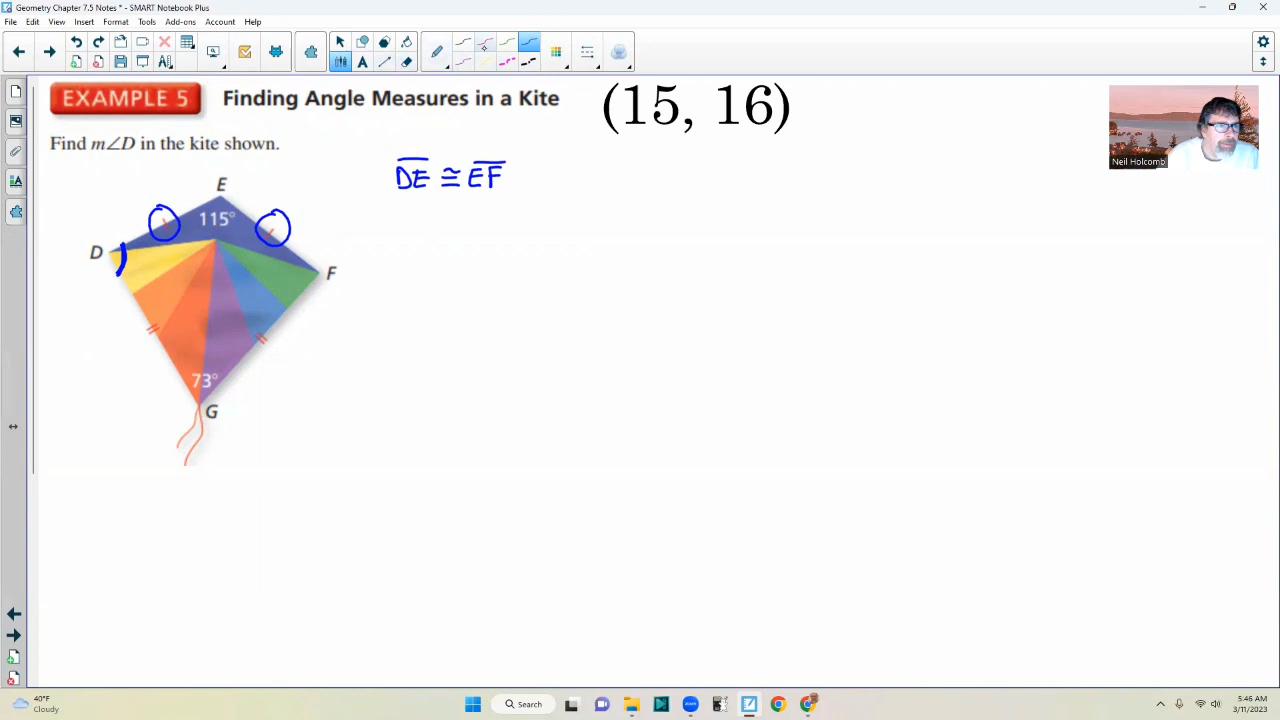 Geometry Chapter 7.5 Notes * - SMART Notebook Plus
File Edit View Insert Format Tools Add-ons Account Help
EXAMPLE 5 Finding Angle Measures in a Kite (15, 16)
Find m∠D in the kite shown.
DE ≅ EF
E
115°
D
F
73°
G
Neil Holcomb
40°F
Cloudy
Search
5:46 AM
3/11/2023